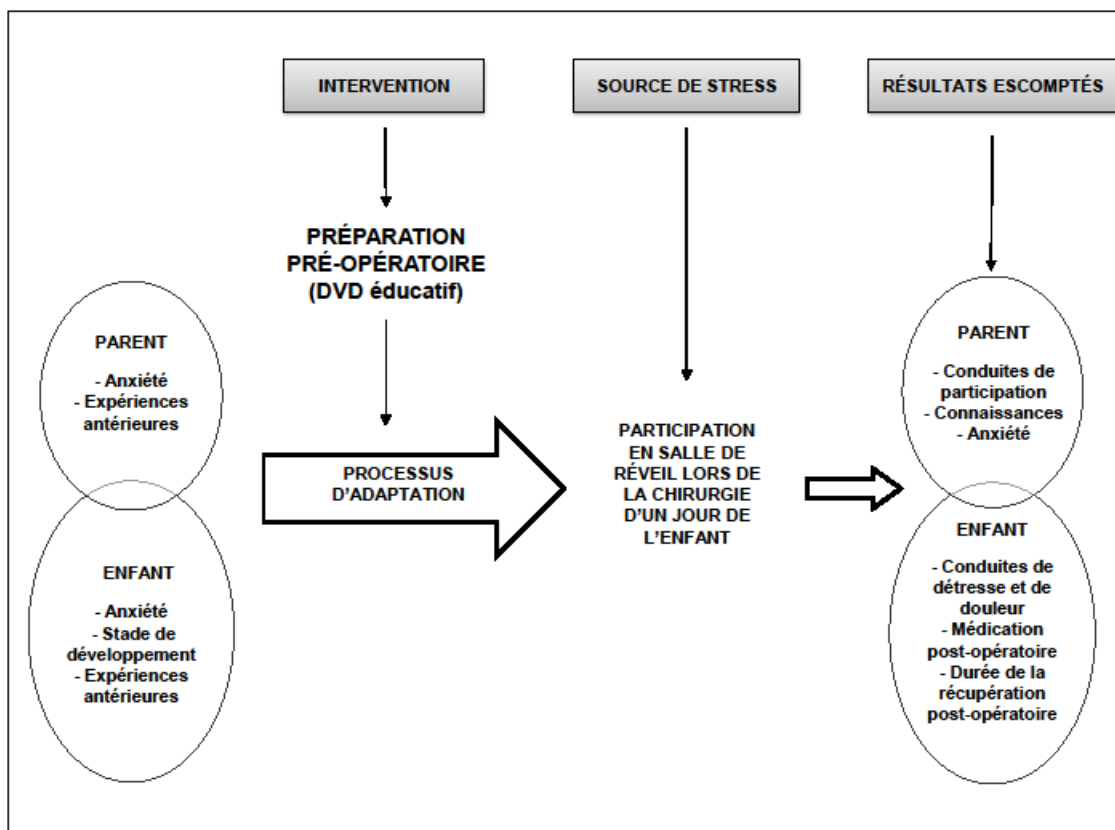 INTERVENTION
SOURCE DE STRESS
RÉSULTATS ESCOMPTÉS
PRÉPARATION
PRÉ-OPÉRATOIRE
(DVD éducatif)
PARENT
- Anxiété
- Expériences
antérieures
ENFANT
- Anxiété
- Stade de
développement
- Expériences
antérieures
PROCESSUS
D'ADAPTATION
PARTICIPATION
EN SALLE DE
RÉVEIL LORS DE
LA CHIRURGIE
D'UN JOUR DE
L'ENFANT
PARENT
- Conduites de
participation
- Connaissances
- Anxiété
ENFANT
- Conduites de
détresse et de
douleur
- Médication
post-opératoire
- Durée de la
récupération
post-opératoire